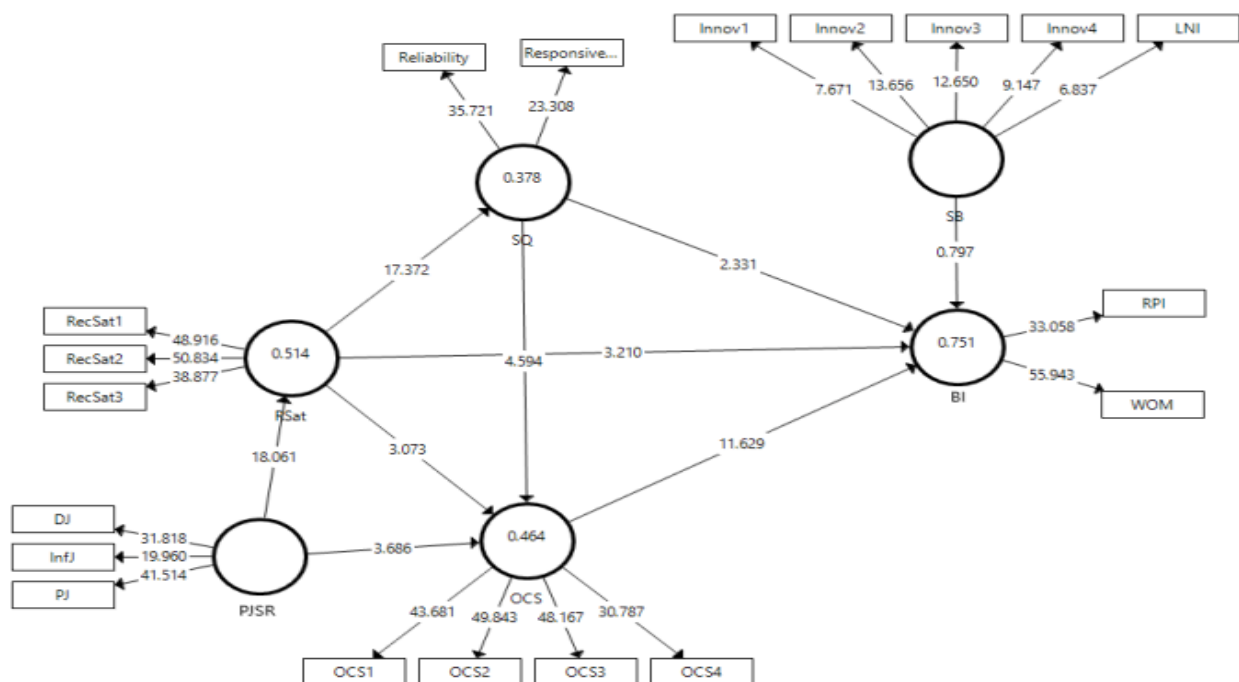 Innov1
Innov2
Innov3
Innov4
LNI
Reliability
Responsive...
7.671
13.656
12.650
9.147
6.837
35.721
23.308
0.378
SQ
SB
17.372
2.331
0.797
RecSat1
RecSat2
RecSat3
48.916
50.834
38.877
0.514
RSat
4.594
3.210
0.751
BI
33.058
55.943
RPI
WOM
18.061
3.073
11.629
DJ
InfJ
PJ
31.818
19.960
41.514
PJSR
3.686
0.464
OCS
43.681
49.843
48.167
30.787
OCS1
OCS2
OCS3
OCS4